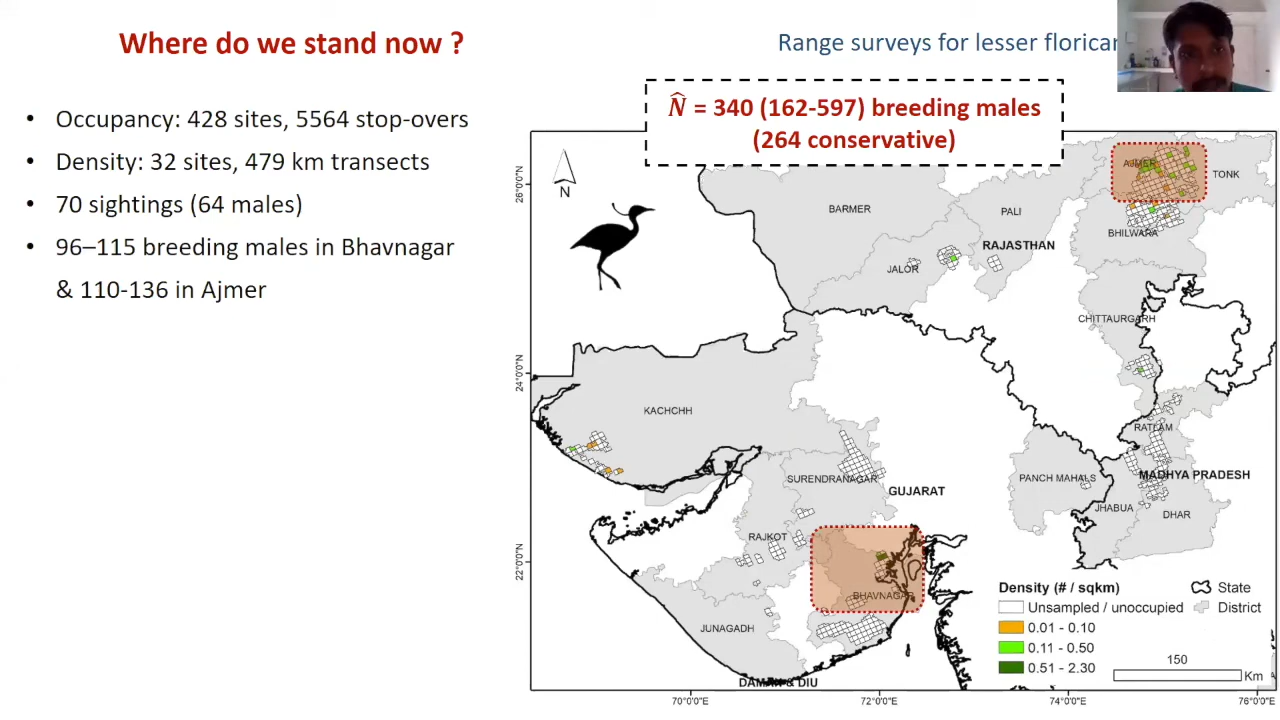 Where do we stand now ?
Range surveys for lesser florican
• Occupancy: 428 sites, 5564 stop-overs
• Density: 32 sites, 479 km transects
• 70 sightings (64 males)
• 96–115 breeding males in Bhavnagar
& 110-136 in Ajmer
N̂ = 340 (162-597) breeding males
(264 conservative)
N
26°0'0"N
24°0'0"N
22°0'0"N
AJMER
TONK
BARMER
PALI
BHILWARA
RAJASTHAN
JALOR
CHITTAURGARH
KACHCHH
RATLAM
SURENDRANAGAR
GUJARAT
PANCH MAHALS
MADHYA PRADESH
JHABUA
DHAR
RAJKOT
BHAVNAGAR
JUNAGADH
DAMAN & DIU
Density (# / sqkm)
Unsampled / unoccupied
0.01 - 0.10
0.11 - 0.50
0.51 - 2.30
State
District
150
Km
70°0'0"E
72°0'0"E
74°0'0"E
76°0'0"E